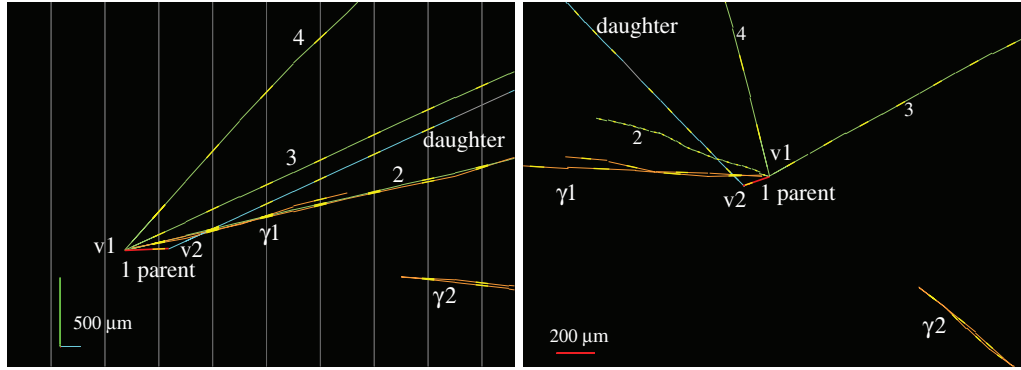 4
3
daughter
2
v1
v2
γ1
1 parent
γ2
500 µm
daughter
4
3
2
v1
γ1
v2
1 parent
γ2
200 µm